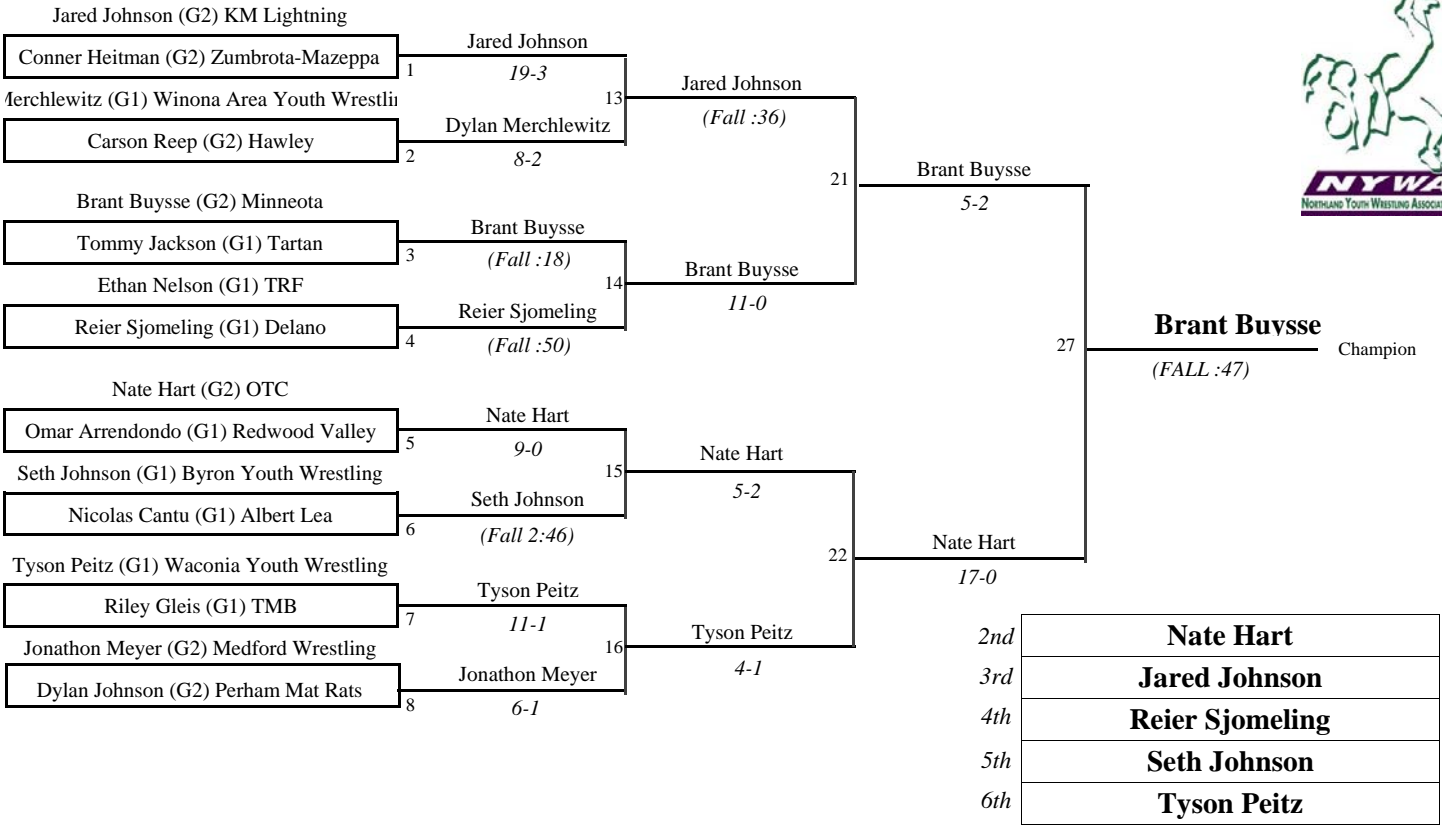 Jared Johnson (G2) KM Lightning
Conner Heitman (G2) Zumbrota-Mazeppa
1
Jared Johnson
19-3
Merchlewitz (G1) Winona Area Youth
Carson Reep (G2) Hawley
2
Dylan Merchlewitz
8-2
13
Jared Johnson
(Fall :36)
Brant Buysse (G2) Minneota
Tommy Jackson (G1) Tartan
3
Brant Buysse
(Fall :18)
Ethan Nelson (G1) TRF
Reier Sjomeling (G1) Delano
4
Reier Sjomeling
(Fall :50)
14
Brant Buysse
11-0
21
Brant Buysse
5-2
Nate Hart (G2) OTC
Omar Arrendondo (G1) Redwood Valley
5
Nate Hart
9-0
Seth Johnson (G1) Byron Youth Wrestling
Nicolas Cantu (G1) Albert Lea
6
Seth Johnson
(Fall 2:46)
15
Nate Hart
5-2
Tyson Peitz (G1) Waconia Youth Wrestling
Riley Gleis (G1) TMB
7
Tyson Peitz
11-1
Jonathon Meyer (G2) Medford Wrestling
Dylan Johnson (G2) Perham Mat Rats
8
Jonathon Meyer
6-1
16
Tyson Peitz
4-1
22
Nate Hart
17-0
27
Brant Buysse
(FALL :47)
Champion
NYWA
NORTHLAND YOUTH WRESTLING
2nd Nate Hart
3rd Jared Johnson
4th Reier Sjomeling
5th Seth Johnson
6th Tyson Peitz